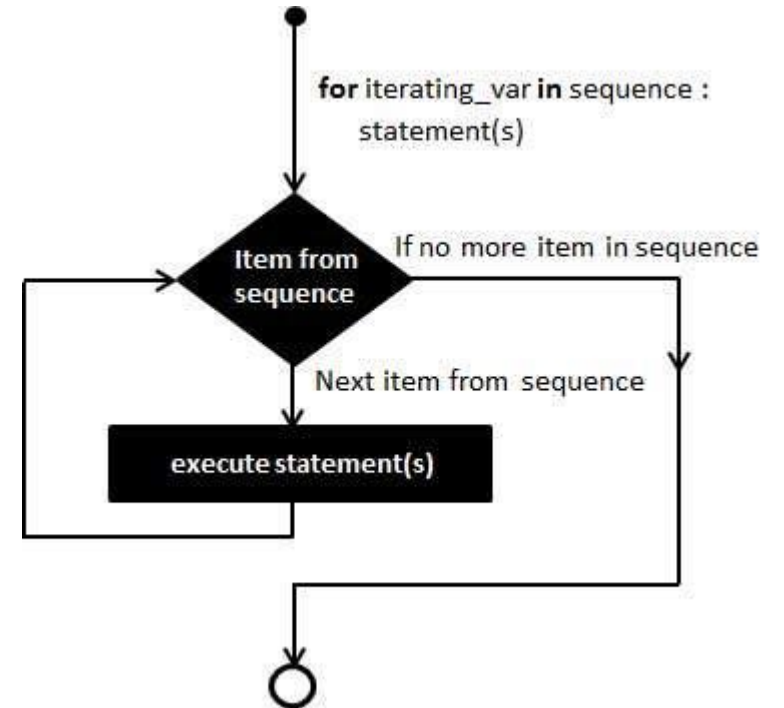 for iterating_var in sequence :
statement(s)
If no more item in sequence
Item from
sequence
Next item from sequence
execute statement(s)